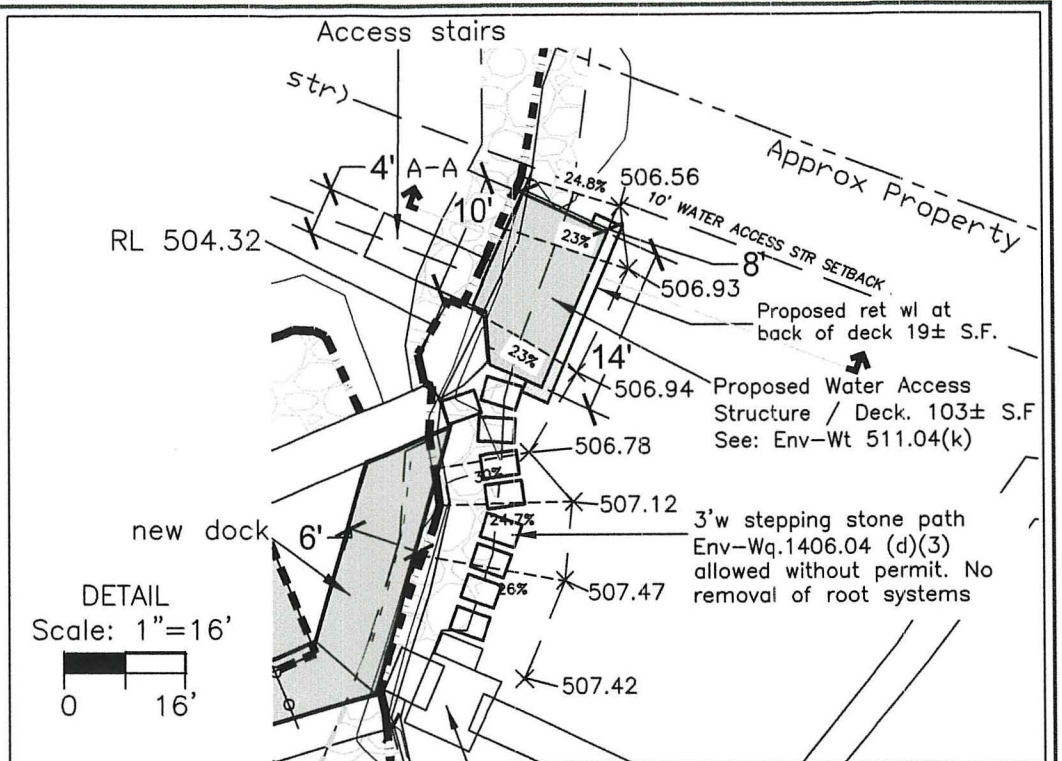 Access stairs
str)
Approx Property
4' A-A
24.8%
506.56
10' WATER ACCESS STR SETBACK
10'
RL 504.32
23%
8'
506.93
Proposed ret wl at
back of deck 19± S.F.
23%
14'
506.94
Proposed Water Access
Structure / Deck. 103± S.F
See: Env-Wt 511.04(k)
506.78
30%
507.12
new dock
6'
24.7%
3'w stepping stone path
Env-Wq.1406.04 (d)(3)
allowed without permit. No
removal of root systems
26%
507.47
DETAIL
Scale: 1"=16'
0 16'
507.42